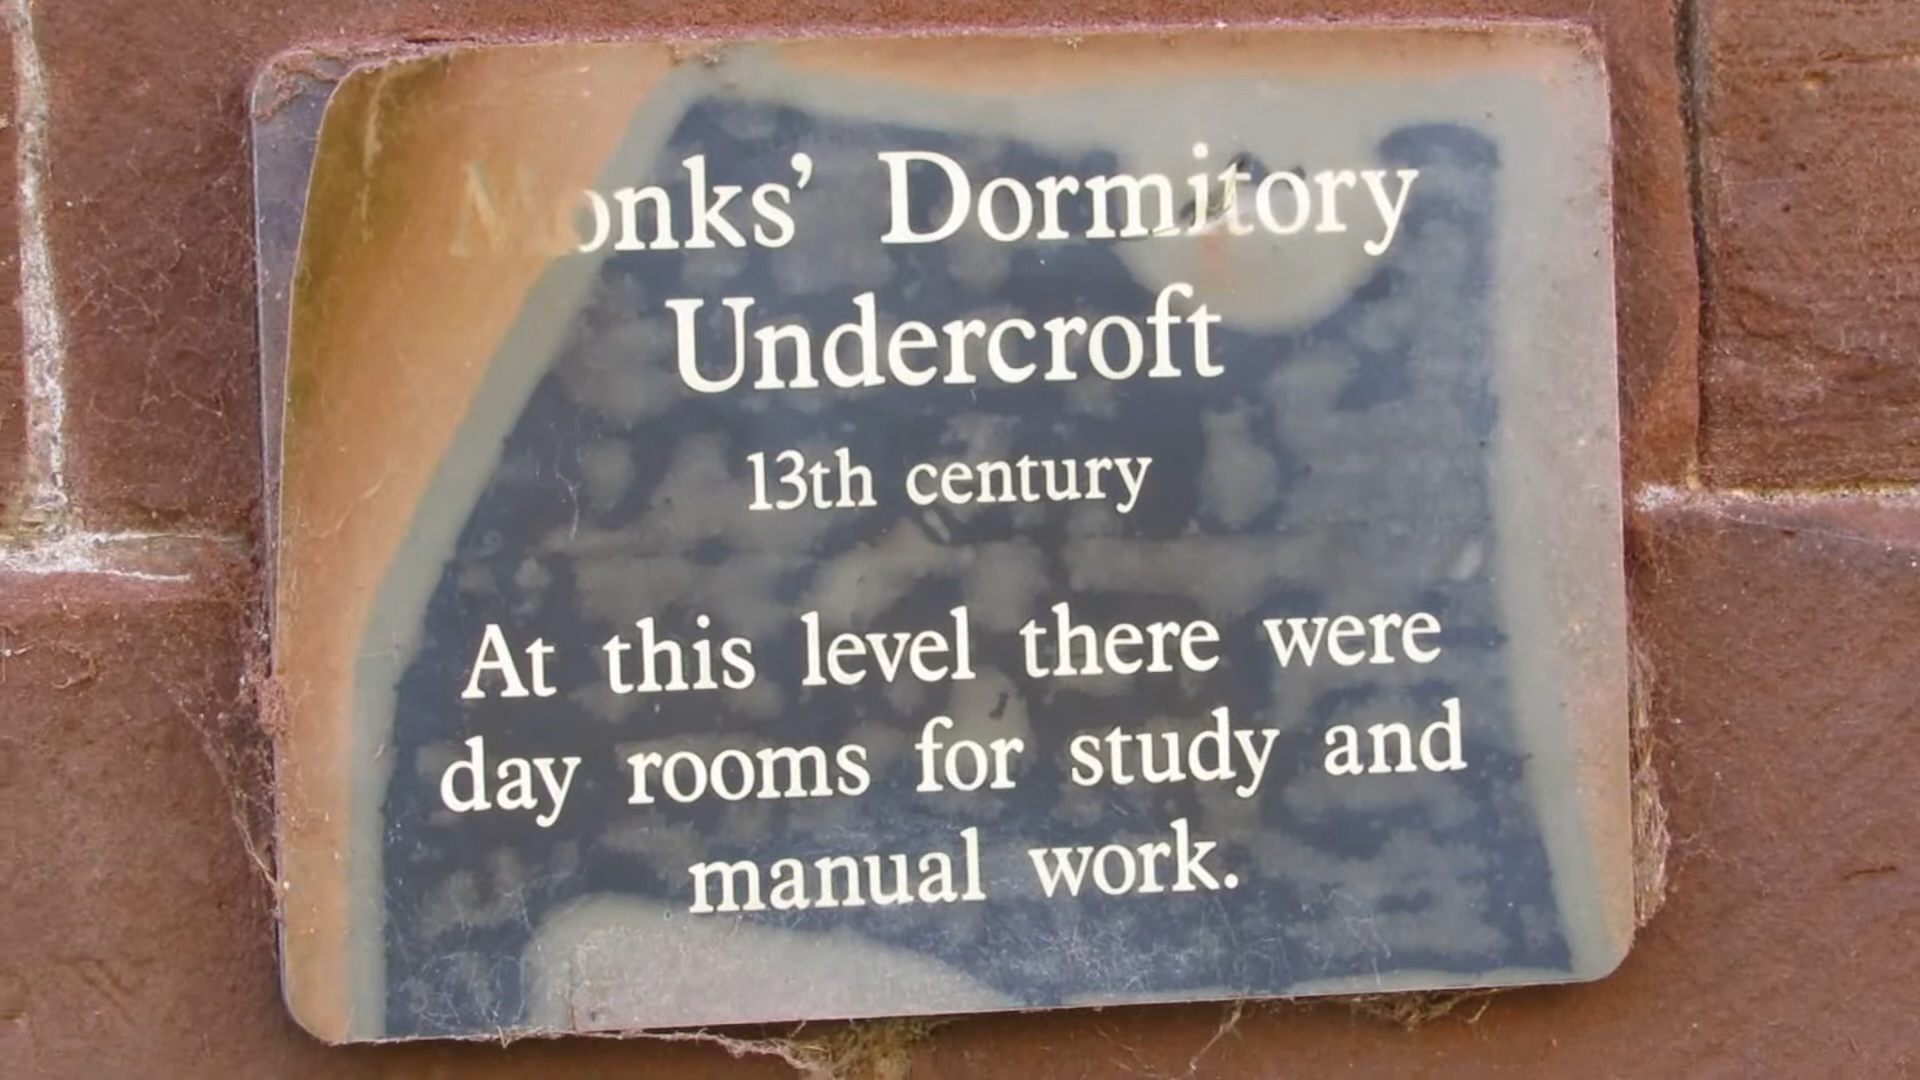 Monks’ Dormitory
Undercroft
13th century
At this level there were
day rooms for study and
manual work.